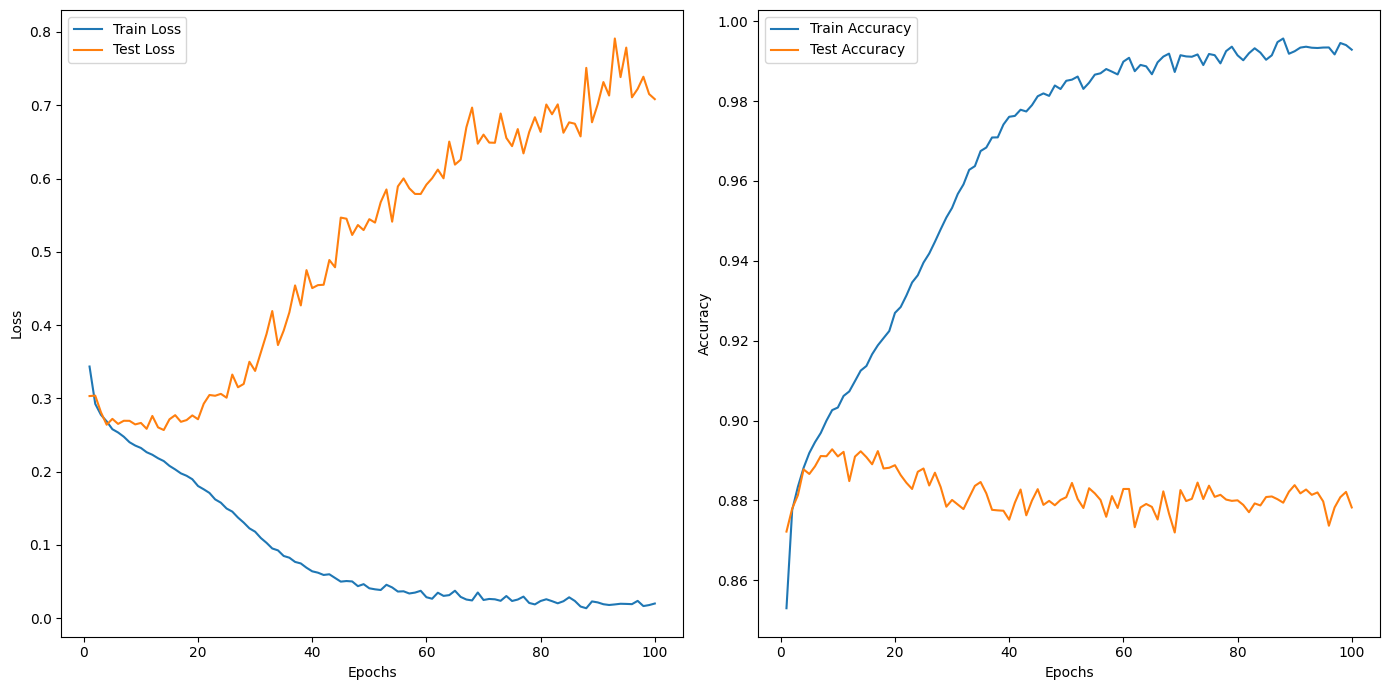 Train Loss
Test Loss
0.8
0.7
0.6
0.5
0.4
0.3
0.2
0.1
0.0
Loss
0 20 40 60 80 100
Epochs
Train Accuracy
Test Accuracy
1.00
0.98
0.96
0.94
0.92
0.90
0.88
0.86
Accuracy
0 20 40 60 80 100
Epochs